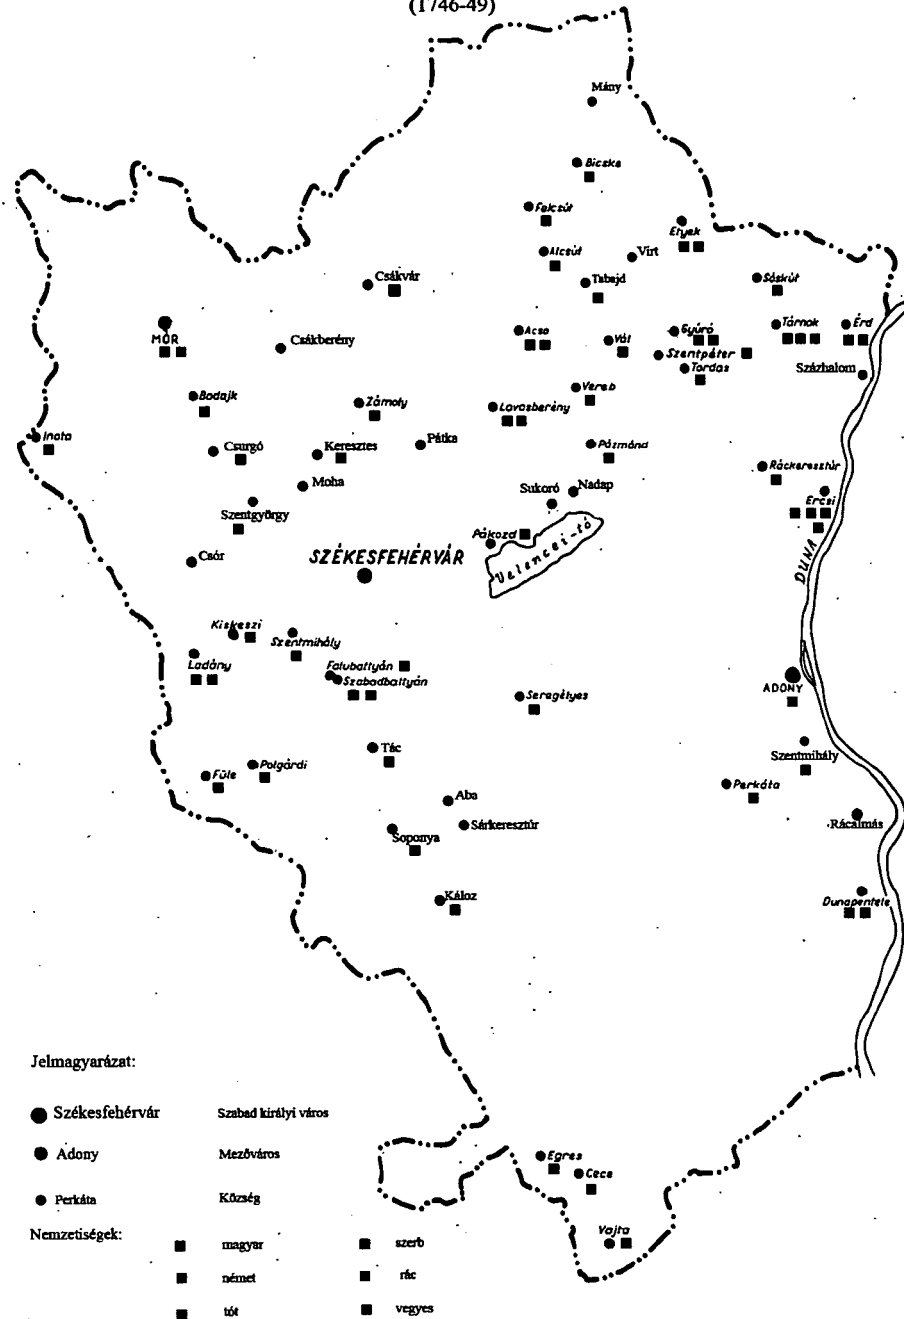 (1746-49)
Mány
Bicske
Felcsút
Etyek
Alcsút
Virt
Csákvár
Tabajd
Sóskút
MÓR
Acsa
Vál
Gyúró
Tárnok
Érd
Csákberény
Szentpéter
Tordas
Százhalom
Bodajk
Zámoly
Vereb
Lovasberény
Inota
Csurgó
Keresztes
Pátka
Pázmánd
Ráckeresztúr
Moha
Sukoró
Nadap
Ercsi
Szentgyörgy
Pákozd
Velencei-tó
Csór
SZÉKESFEHÉRVÁR
DUNA
Kiskeszi
Szentmihály
Ladány
Falubattyán
Szabadbattyán
Seregélyes
ADONY
Tác
Szentmihály
Füle
Polgárdi
Perkáta
Aba
Sárkeresztúr
Rácalmás
Soponya
Káloz
Dunapentele
Jelmagyarázat:
Székesfehérvár Szabad királyi város
Adony Mezőváros
Perkáta Község
Egres
Cece
Vajta
Nemzetiségek:
magyar szerb
német rác
tót vegyes